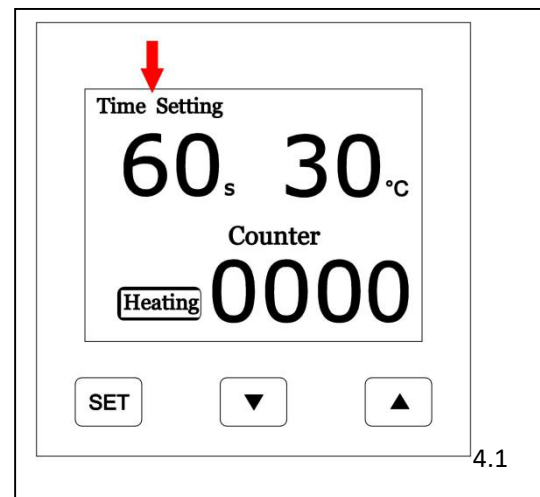 Time Setting
60s 30°C
Counter
Heating 0000
SET ▼ ▲
4.1